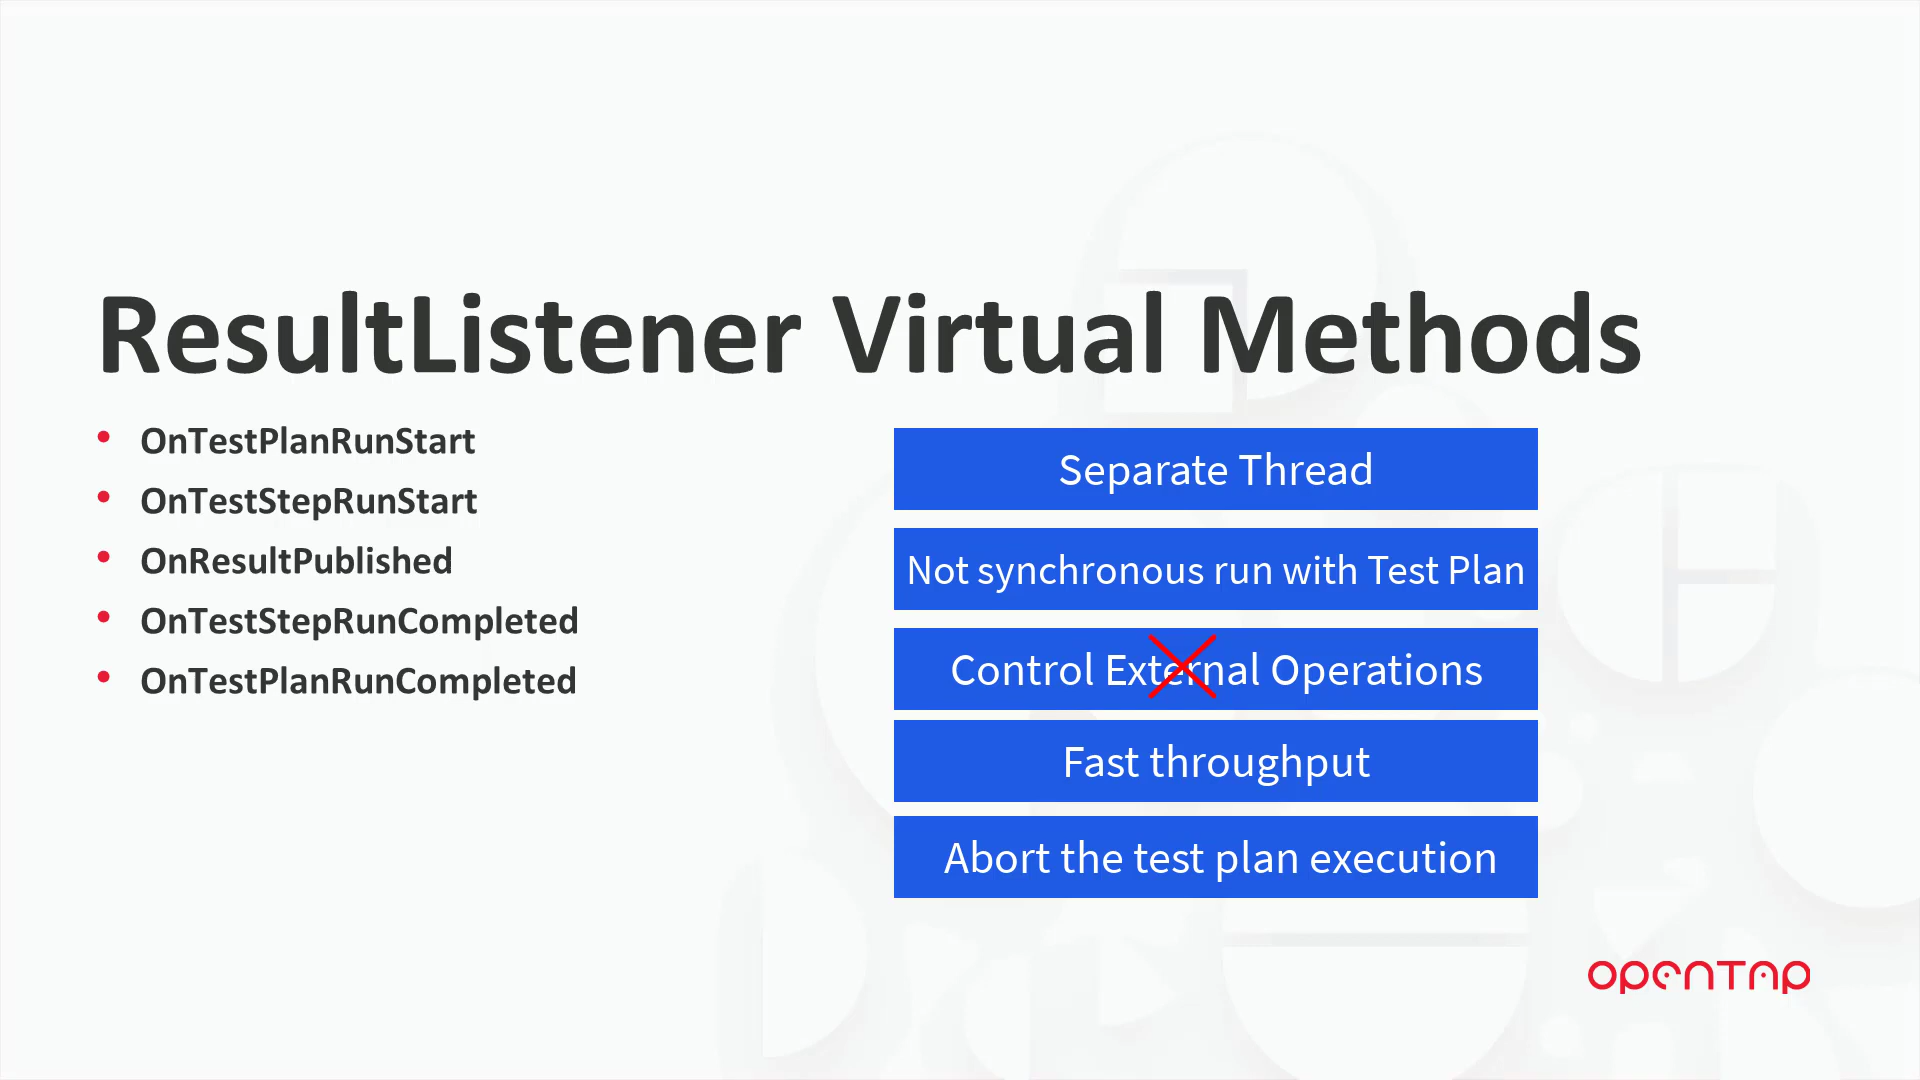 ResultListener Virtual Methods
• OnTestPlanRunStart
• OnTestStepRunStart
• OnResultPublished
• OnTestStepRunCompleted
• OnTestPlanRunCompleted
Separate Thread
Not synchronous run with Test Plan
Control External Operations
Fast throughput
Abort the test plan execution
OPENTAP